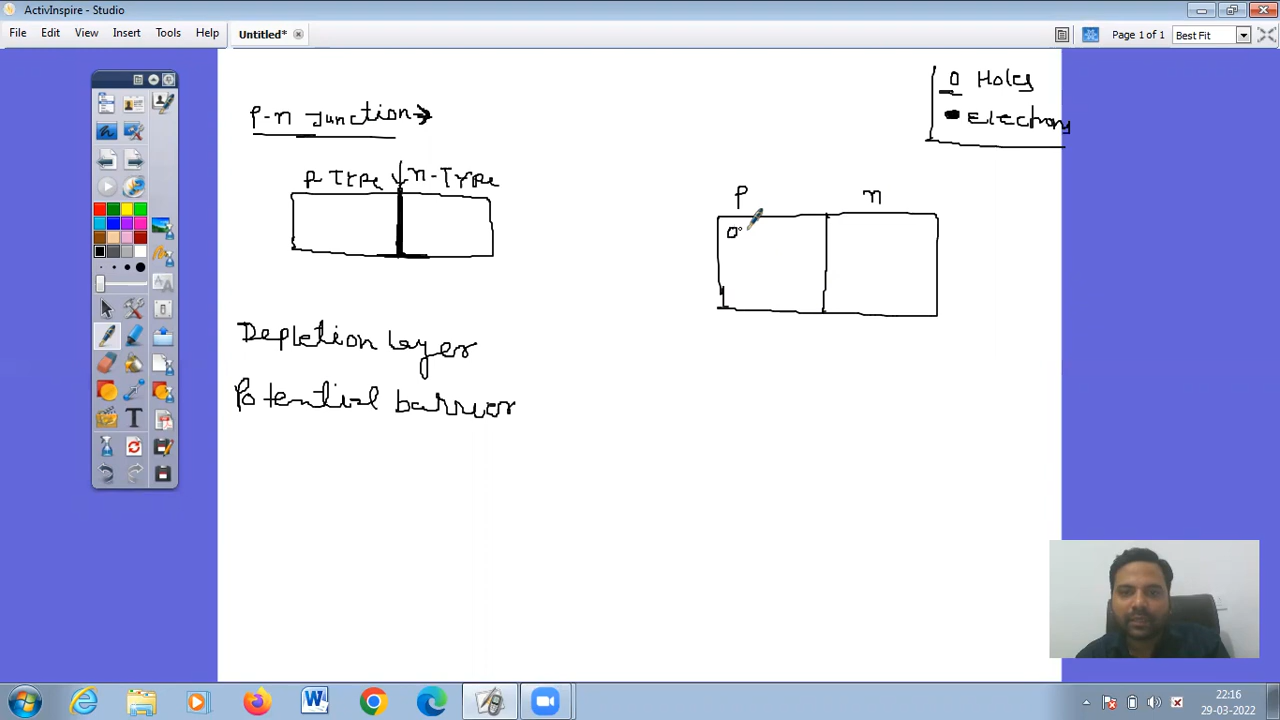 ActivInspire - Studio
File Edit View Insert Tools Help
Untitled*
Page 1 of 1
Best Fit
P-n Junction→
P Type n-Type
Depletion layer
Potential barrier
O Holes
Electrons
P n
O
22:16
29-03-2022